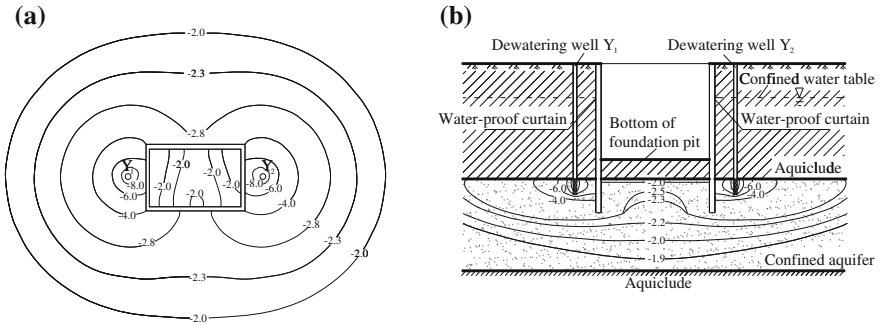 (a)
-2.0
-2.3
-2.8
Y₁
Y₂
-2.0
-2.0
-2.0
-2.0
-2.0
-2.0
-8.0
-8.0
-6.0
-6.0
-4.0
-4.0
-2.8
-2.8
-2.3
-2.0
-2.3
-2.0
(b)
Dewatering well Y₁
Dewatering well Y₂
Confined water table
Water-proof curtain
Water-proof curtain
Bottom of
foundation pit
Aquiclude
-6.0
-4.0
-2.0
-2.5
-2.3
-6.0
-4.0
-2.2
-2.0
-1.9
Confined aquifer
Aquiclude